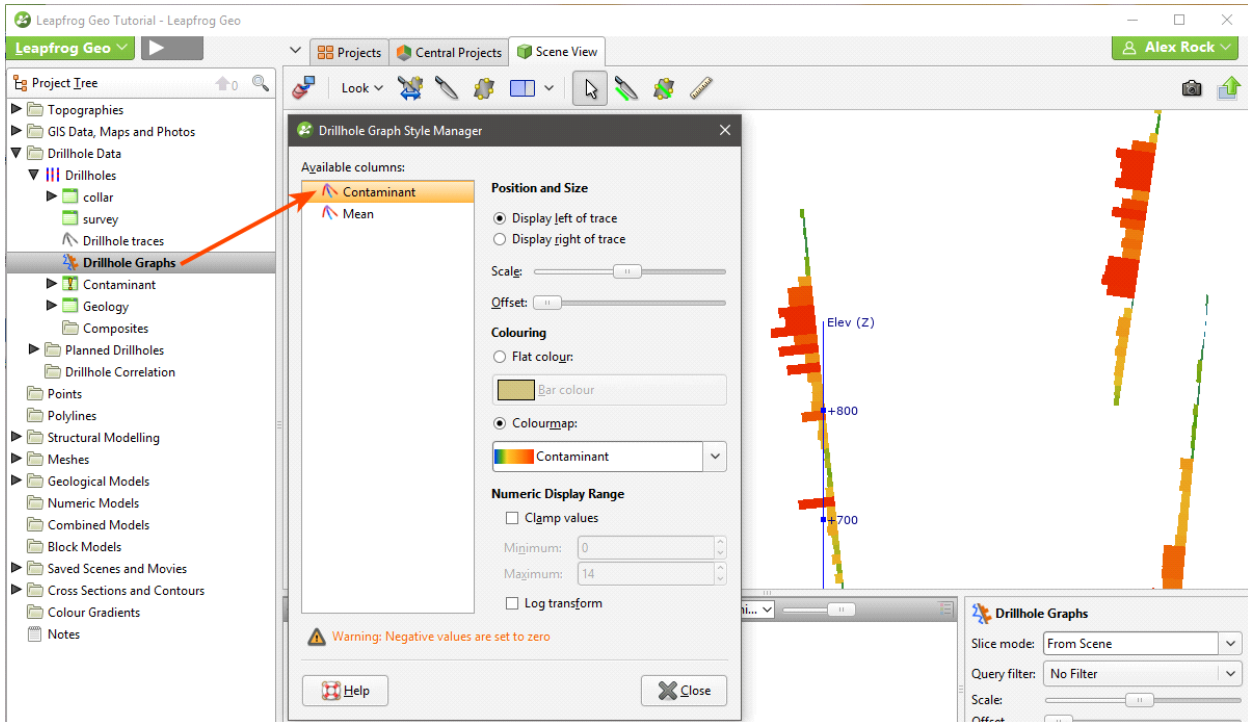 Leapfrog Geo Tutorial - Leapfrog Geo
Leapfrog Geo
Projects
Central Projects
Scene View
Alex Rock
Project Tree
0
Look
Topographies
GIS Data, Maps and Photos
Drillhole Data
Drillholes
collar
survey
Drillhole traces
Drillhole Graphs
Contaminant
Geology
Composites
Planned Drillholes
Drillhole Correlation
Points
Polylines
Structural Modelling
Meshes
Geological Models
Numeric Models
Combined Models
Block Models
Saved Scenes and Movies
Cross Sections and Contours
Colour Gradients
Notes
Drillhole Graph Style Manager
Available columns:
Contaminant
Mean
Position and Size
Display left of trace
Display right of trace
Scale:
Offset:
Colouring
Flat colour:
Bar colour
Colourmap:
Contaminant
Numeric Display Range
Clamp values
Minimum: 0
Maximum: 14
Log transform
Warning: Negative values are set to zero
Help
Close
Elev (Z)
+800
+700
Drillhole Graphs
Slice mode: From Scene
Query filter: No Filter
Scale:
Offset